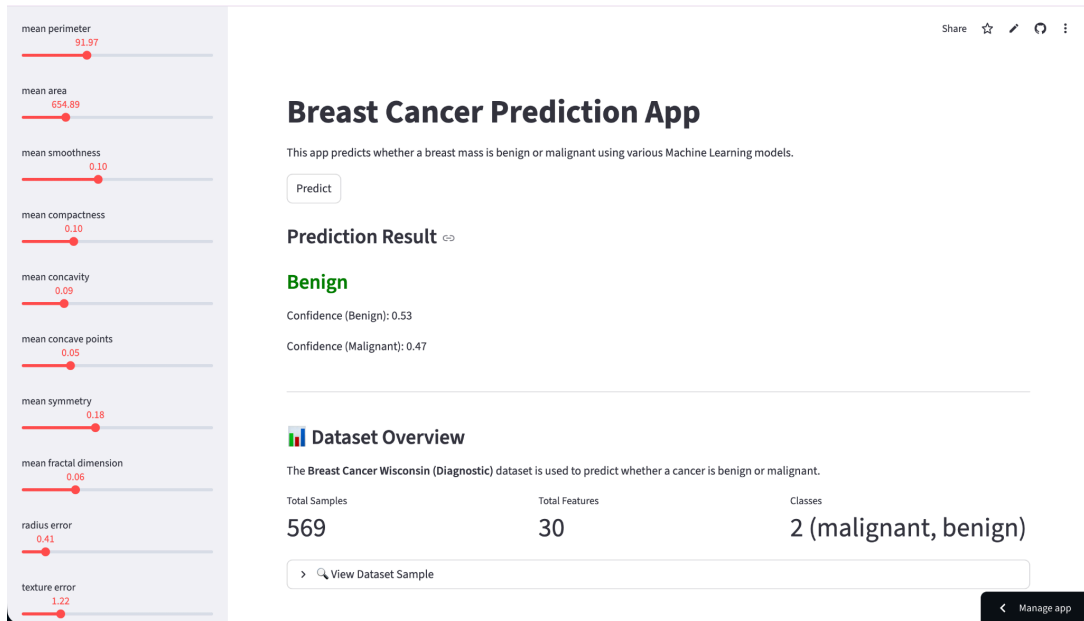 mean perimeter
91.97
mean area
654.89
mean smoothness
0.10
mean compactness
0.10
mean concavity
0.09
mean concave points
0.05
mean symmetry
0.18
mean fractal dimension
0.06
radius error
0.41
texture error
1.22
Share
Breast Cancer Prediction App
This app predicts whether a breast mass is benign or malignant using various Machine Learning models.
Predict
Prediction Result
Benign
Confidence (Benign): 0.53
Confidence (Malignant): 0.47
Dataset Overview
The Breast Cancer Wisconsin (Diagnostic) dataset is used to predict whether a cancer is benign or malignant.
Total Samples
569
Total Features
30
Classes
2 (malignant, benign)
View Dataset Sample
Manage app